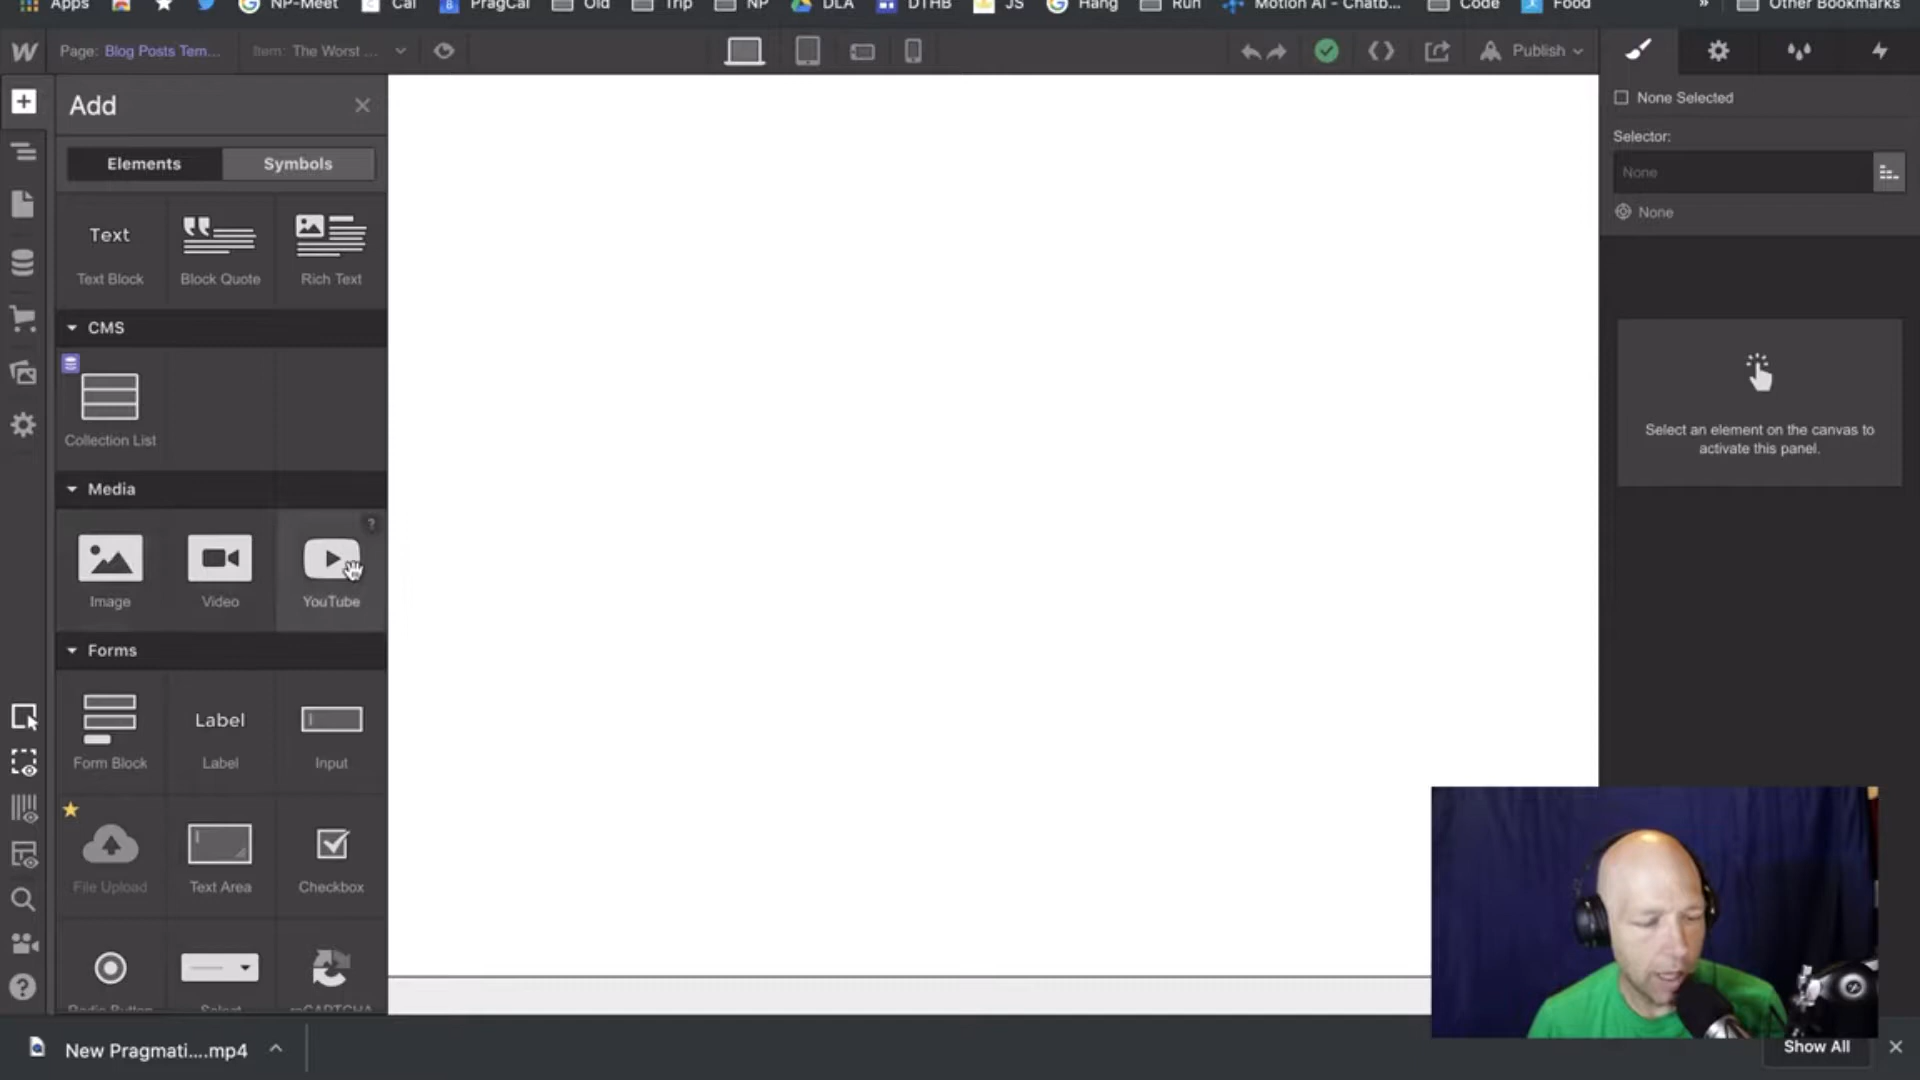 Apps
NP-Meet
Cal
PragCal
Old
Trip
NP
DLA
DTHB
JS
Hang
Run
Motion AI - Chatb...
Code
Food
»
Other Bookmarks
Page: Blog Posts Tem...
Item: The Worst ...
Publish
Add
None Selected
Elements
Symbols
Selector:
None
None
Text
Text Block
Block Quote
Rich Text
CMS
Collection List
Select an element on the canvas to
activate this panel.
Media
?
Image
Video
YouTube
Forms
Form Block
Label
Label
Input
File Upload
Text Area
Checkbox
Radio Button
Select
reCAPTCHA
New Pragmati....mp4
Show All